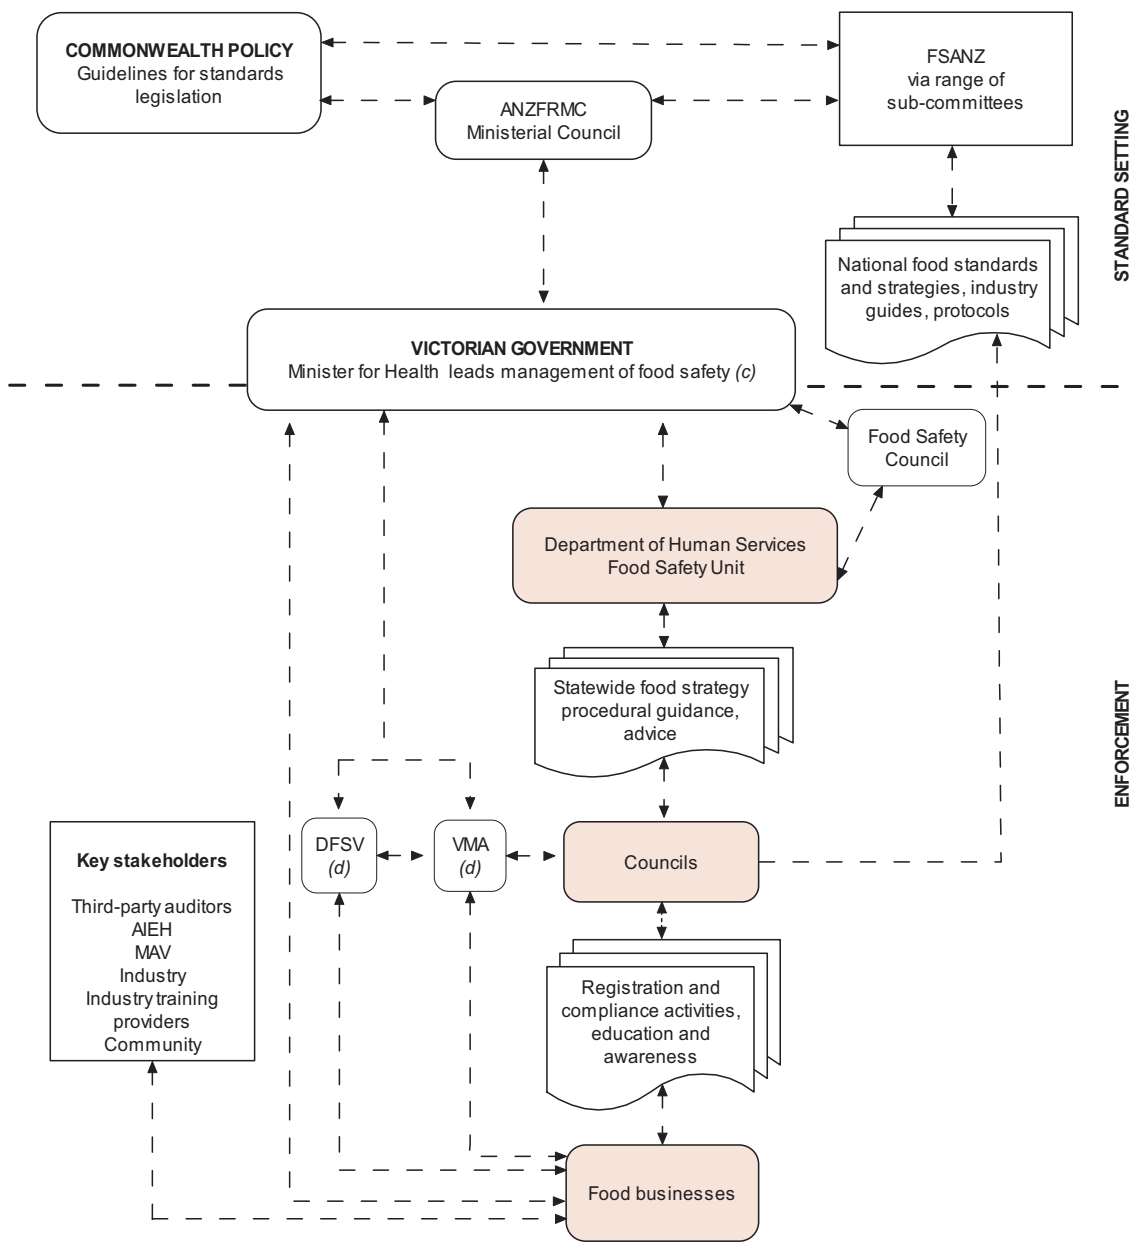 COMMONWEALTH POLICY
Guidelines for standards
legislation
ANZFRMC
Ministerial Council
FSANZ
via range of
sub-committees
STANDARD SETTING
National food standards
and strategies, industry
guides, protocols
VICTORIAN GOVERNMENT
Minister for Health leads management of food safety (c)
Food Safety
Council
Department of Human Services
Food Safety Unit
ENFORCEMENT
Statewide food strategy
procedural guidance,
advice
DFSV
(d)
VMA
(d)
Councils
Key stakeholders
Third-party auditors
AIEH
MAV
Industry
Industry training
providers
Community
Registration and
compliance activities,
education and
awareness
Food businesses